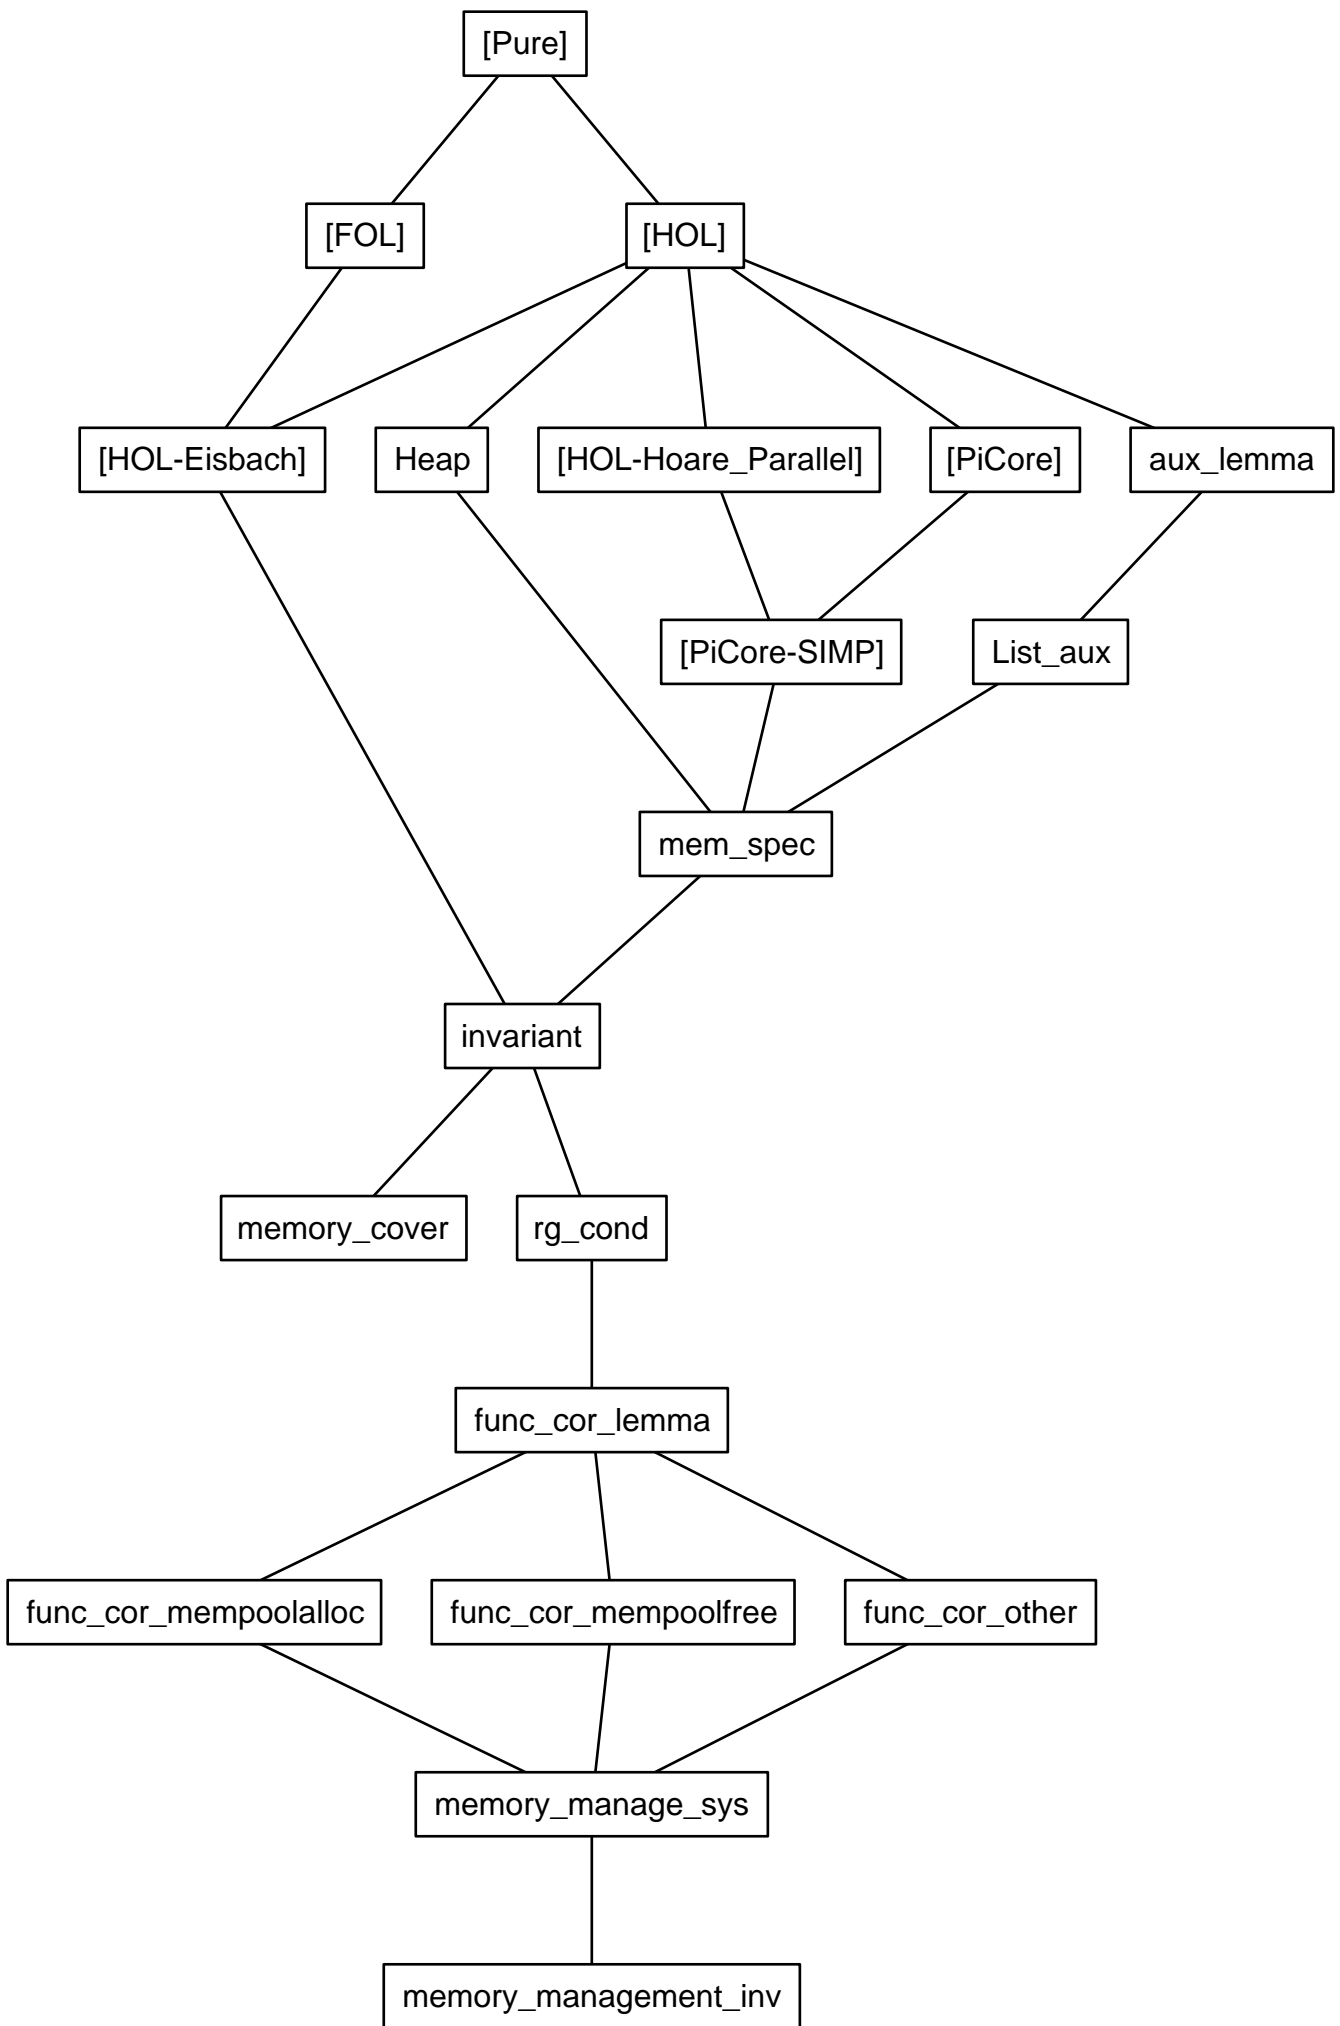 [Pure]
[FOL]
[HOL]
[HOL-Eisbach]
Heap
[HOL-Hoare_Parallel]
[PiCore]
aux_lemma
[PiCore-SIMP]
List_aux
mem_spec
invariant
memory_cover
rg_cond
func_cor_lemma
func_cor_mempoolalloc
func_cor_mempoolfree
func_cor_other
memory_manage_sys
memory_management_inv